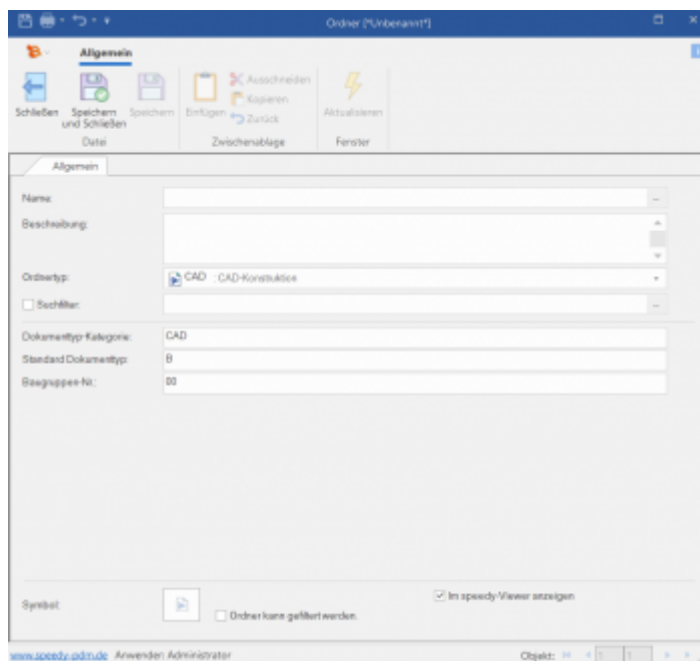 Ordner [*Unbenannt*]
Allgemein
Schließen Speichern und Schließen Speichern Einfügen Ausschneiden
Kopieren
Zurück
Aktualisieren
Datei Zwischenablage Fenster
Allgemein
Name:
Beschreibung:
Ordnertyp: CAD : CAD-Konstruktion
Suchfilter:
Dokumenttyp-Kategorie: CAD
Standard Dokumenttyp: B
Baugruppen-Nr.: 00
Symbol:
Im speedy-Viewer anzeigen
Ordner kann gefiltert werden.
www.speedy-pdm.de Anwender: Administrator Objekt: 1 1